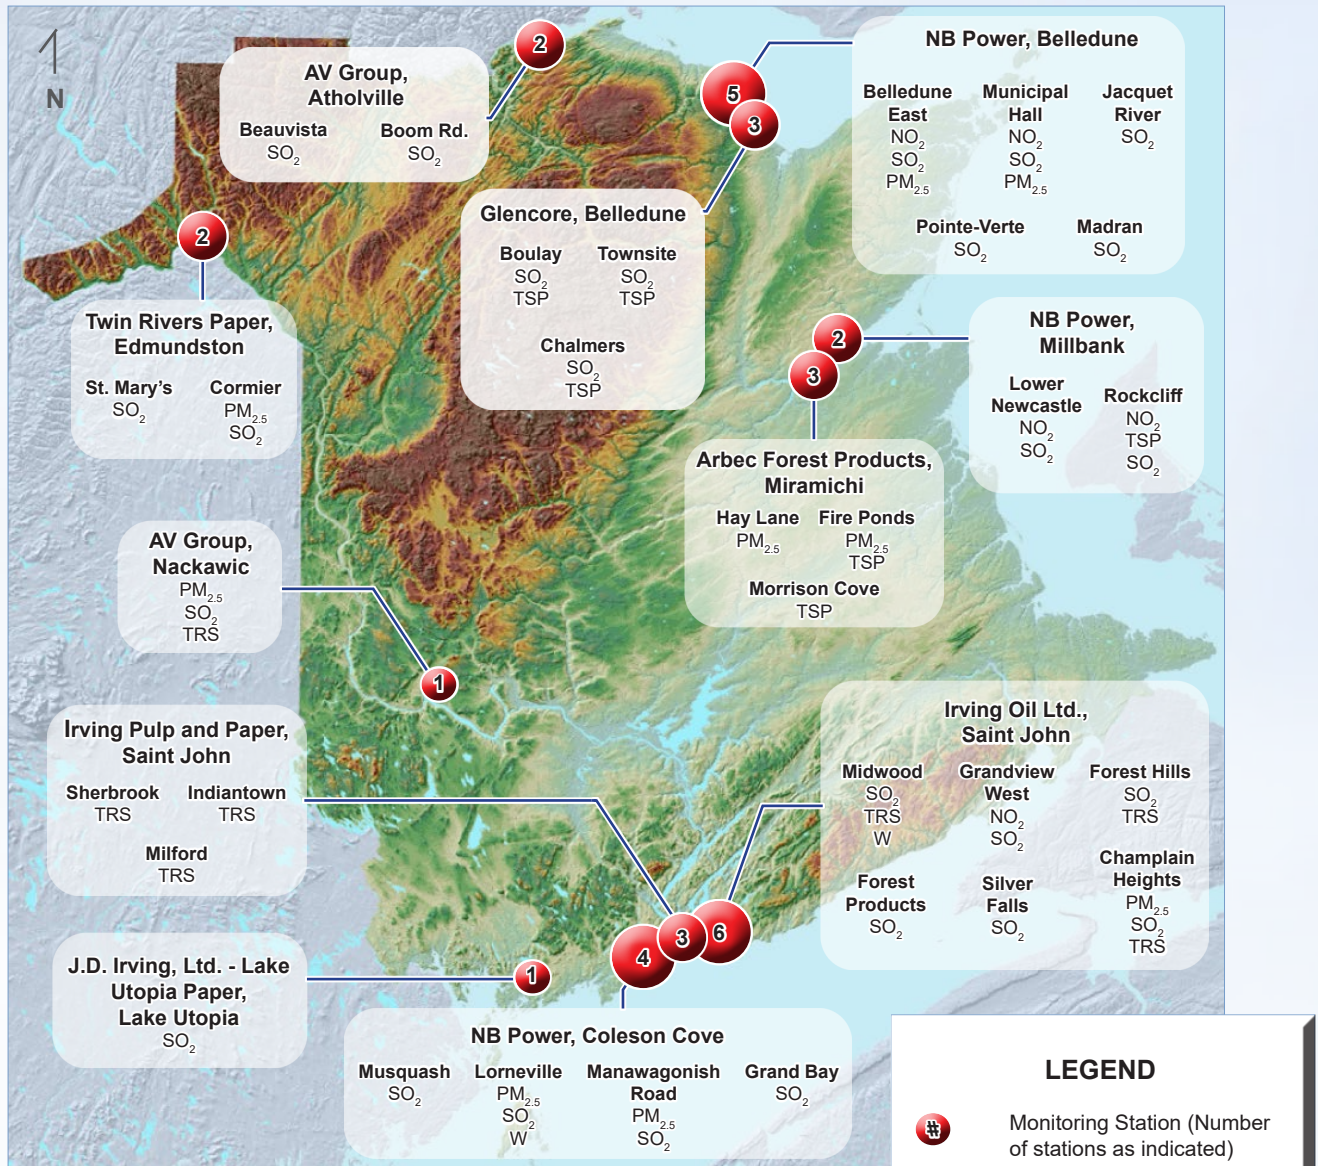 N
2
AV Group,
Atholville
Beauvista
SO2
Boom Rd.
SO2
5
3
NB Power, Belledune
Belledune
East
NO2
SO2
PM2.5
Municipal
Hall
NO2
SO2
PM2.5
Jacquet
River
SO2
Pointe-Verte
SO2
Madran
SO2
Glencore, Belledune
Boulay
SO2
TSP
Townsite
SO2
TSP
Chalmers
SO2
TSP
2
Twin Rivers Paper,
Edmundston
St. Mary's
SO2
Cormier
PM2.5
SO2
2
3
NB Power,
Millbank
Lower
Newcastle
NO2
SO2
Rockcliff
NO2
TSP
SO2
Arbec Forest Products,
Miramichi
Hay Lane
PM2.5
Fire Ponds
PM2.5
TSP
Morrison Cove
TSP
AV Group,
Nackawic
PM2.5
SO2
TRS
1
Irving Pulp and Paper,
Saint John
Sherbrook
TRS
Indiantown
TRS
Milford
TRS
Irving Oil Ltd.,
Saint John
Midwood
SO2
TRS
W
Grandview
West
NO2
SO2
Forest Hills
SO2
TRS
Forest
Products
SO2
Silver
Falls
SO2
Champlain
Heights
PM2.5
SO2
TRS
4
3
6
1
J.D. Irving, Ltd. - Lake
Utopia Paper,
Lake Utopia
SO2
NB Power, Coleson Cove
Musquash
SO2
Lorneville
PM2.5
SO2
W
Manawagonish
Road
PM2.5
SO2
Grand Bay
SO2
LEGEND
#
Monitoring Station (Number
of stations as indicated)